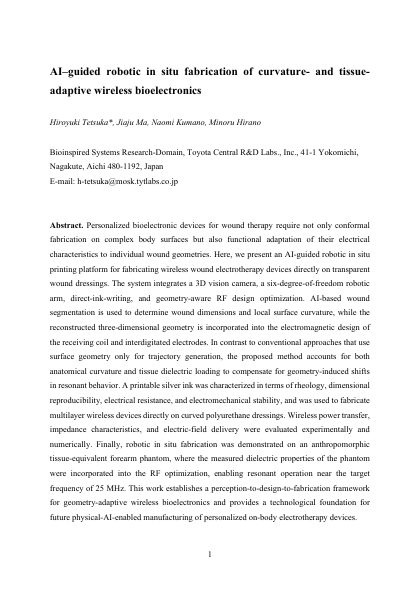 AI–guided robotic in situ fabrication of curvature- and tissue-
adaptive wireless bioelectronics
Hiroyuki Tetsuka*, Jiaju Ma, Naomi Kumano, Minoru Hirano
Bioinspired Systems Research-Domain, Toyota Central R&D Labs., Inc., 41-1 Yokomichi,
Nagakute, Aichi 480-1192, Japan
E-mail: h-tetsuka@mosk.tytlabs.co.jp
Abstract. Personalized bioelectronic devices for wound therapy require not only conformal
fabrication on complex body surfaces but also functional adaptation of their electrical
characteristics to individual wound geometries. Here, we present an AI-guided robotic in situ
printing platform for fabricating wireless wound electrotherapy devices directly on transparent
wound dressings. The system integrates a 3D vision camera, a six-degree-of-freedom robotic
arm, direct-ink-writing, and geometry-aware RF design optimization. AI-based wound
segmentation is used to determine wound dimensions and local surface curvature, while the
reconstructed three-dimensional geometry is incorporated into the electromagnetic design of
the receiving coil and interdigitated electrodes. In contrast to conventional approaches that use
surface geometry only for trajectory generation, the proposed method accounts for both
anatomical curvature and tissue dielectric loading to compensate for geometry-induced shifts
in resonant behavior. A printable silver ink was characterized in terms of rheology, dimensional
reproducibility, electrical resistance, and electromechanical stability, and was used to fabricate
multilayer wireless devices directly on curved polyurethane dressings. Wireless power transfer,
impedance characteristics, and electric-field delivery were evaluated experimentally and
numerically. Finally, robotic in situ fabrication was demonstrated on an anthropomorphic
tissue-equivalent forearm phantom, where the measured dielectric properties of the phantom
were incorporated into the RF optimization, enabling resonant operation near the target
frequency of 25 MHz. This work establishes a perception-to-design-to-fabrication framework
for geometry-adaptive wireless bioelectronics and provides a technological foundation for
future physical-AI-enabled manufacturing of personalized on-body electrotherapy devices.
1